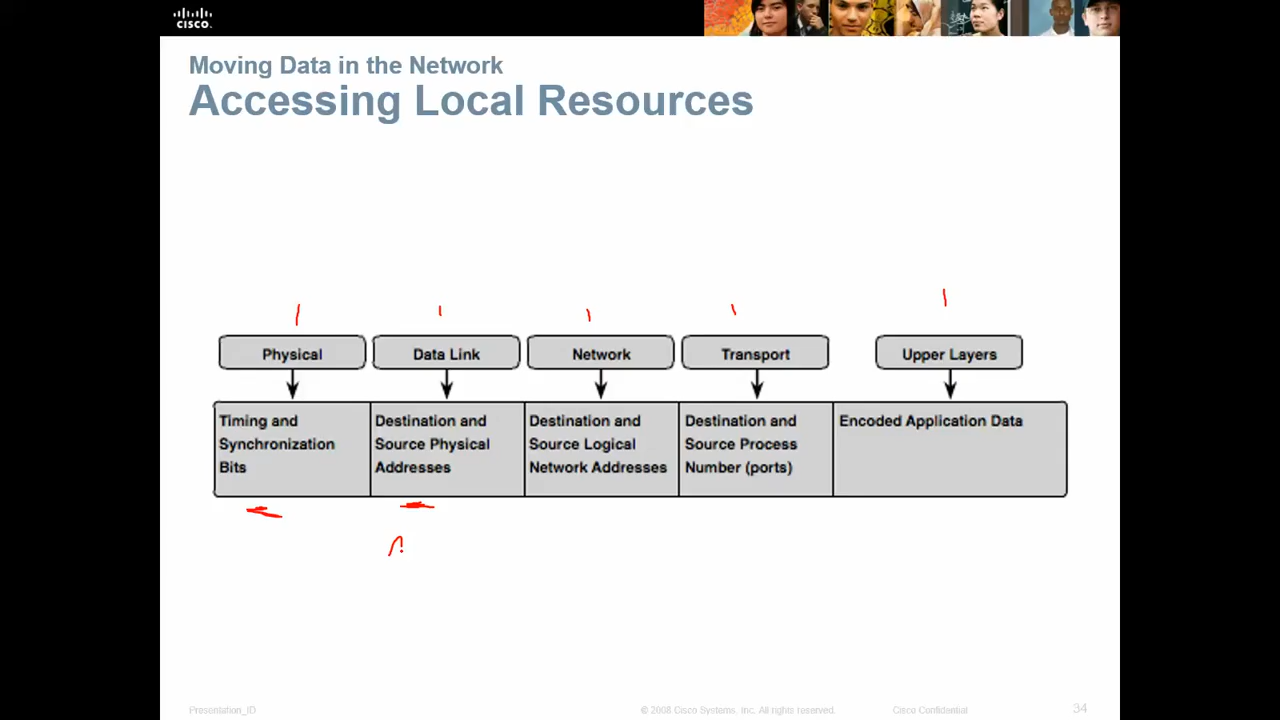 CISCO.
Moving Data in the Network
Accessing Local Resources
Physical
Data Link
Network
Transport
Upper Layers
Timing and
Synchronization
Bits
Destination and
Source Physical
Addresses
Destination and
Source Logical
Network Addresses
Destination and
Source Process
Number (ports)
Encoded Application Data
Presentation_ID
© 2008 Cisco Systems, Inc. All rights reserved.
Cisco Confidential
34